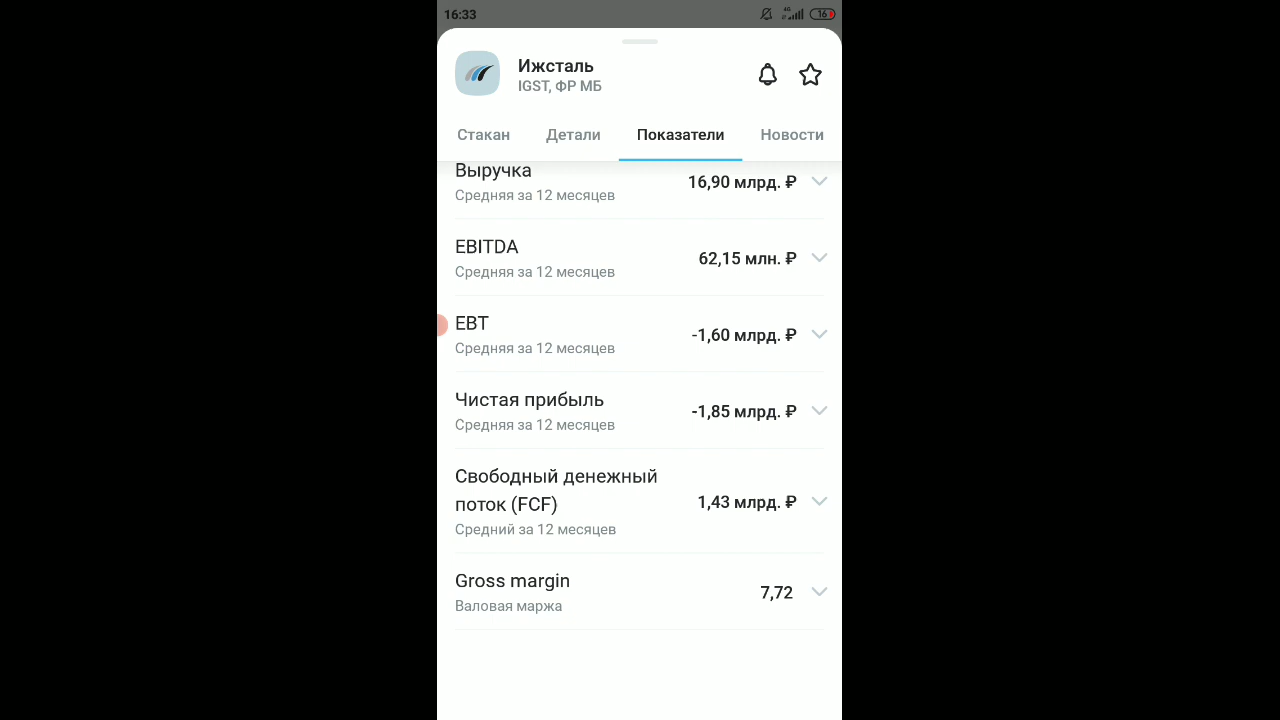 16:33
4G
16
Ижсталь
IGST, ФР МБ
Стакан Детали Показатели Новости
Выручка
16,90 млрд. ₽
Средняя за 12 месяцев
EBITDA
62,15 млн. ₽
Средняя за 12 месяцев
EBT
-1,60 млрд. ₽
Средняя за 12 месяцев
Чистая прибыль
-1,85 млрд. ₽
Средняя за 12 месяцев
Свободный денежный
поток (FCF)
1,43 млрд. ₽
Средний за 12 месяцев
Gross margin
7,72
Валовая маржа